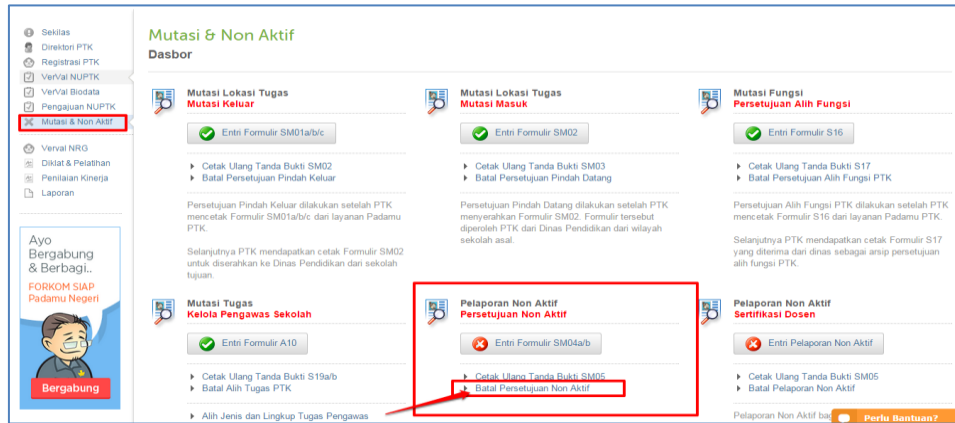 Sekilas
Direktori PTK
Registrasi PTK
VerVal NUPTK
VerVal Biodata
Pengajuan NUPTK
Mutasi & Non Aktif
Verval NRG
Diklat & Pelatihan
Penilaian Kinerja
Laporan
Ayo
Bergabung
& Berbagi..
FORKOM SIAP
Padamu Negeri
Bergabung
Mutasi & Non Aktif
Dasbor
Mutasi Lokasi Tugas
Mutasi Keluar
Entri Formulir SM01a/b/c
Cetak Ulang Tanda Bukti SM02
Batal Persetujuan Pindah Keluar
Persetujuan Pindah Keluar dilakukan setelah PTK
mencetak Formulir SM01a/b/c dari layanan Padamu
PTK.
Selanjutnya PTK mendapatkan cetak Formulir SM02
untuk diserahkan ke Dinas Pendidikan dari sekolah
tujuan.
Mutasi Lokasi Tugas
Mutasi Masuk
Entri Formulir SM02
Cetak Ulang Tanda Bukti SM03
Batal Persetujuan Pindah Datang
Persetujuan Pindah Datang dilakukan setelah PTK
menyerahkan Formulir SM02. Formulir tersebut
diperoleh PTK dari Dinas Pendidikan dari wilayah
sekolah asal.
Mutasi Fungsi
Persetujuan Alih Fungsi
Entri Formulir S16
Cetak Ulang Tanda Bukti S17
Batal Persetujuan Alih Fungsi PTK
Persetujuan Alih Fungsi PTK dilakukan setelah PTK
mencetak Formulir S16 dari layanan Padamu PTK.
Selanjutnya PTK mendapatkan cetak Formulir S17
yang diterima dari dinas sebagai arsip persetujuan
alih fungsi PTK.
Mutasi Tugas
Kelola Pengawas Sekolah
Entri Formulir A10
Cetak Ulang Tanda Bukti S19a/b
Batal Alih Tugas PTK
Alih Jenis dan Lingkup Tugas Pengawas
Pelaporan Non Aktif
Persetujuan Non Aktif
Entri Formulir SM04a/b
Cetak Ulang Tanda Bukti SM05
Batal Persetujuan Non Aktif
Pelaporan Non Aktif
Sertifikasi Dosen
Entri Pelaporan Non Aktif
Cetak Ulang Tanda Bukti SM05
Batal Pelaporan Non Aktif
Pelaporan Non Aktif
Perlu Bantuan?